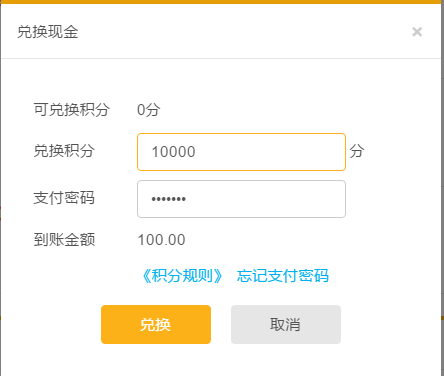 兑换现金 ×
可兑换积分 0分
兑换积分 10000 分
支付密码 •••••••
到账金额 100.00
《积分规则》 忘记支付密码
兑换 取消